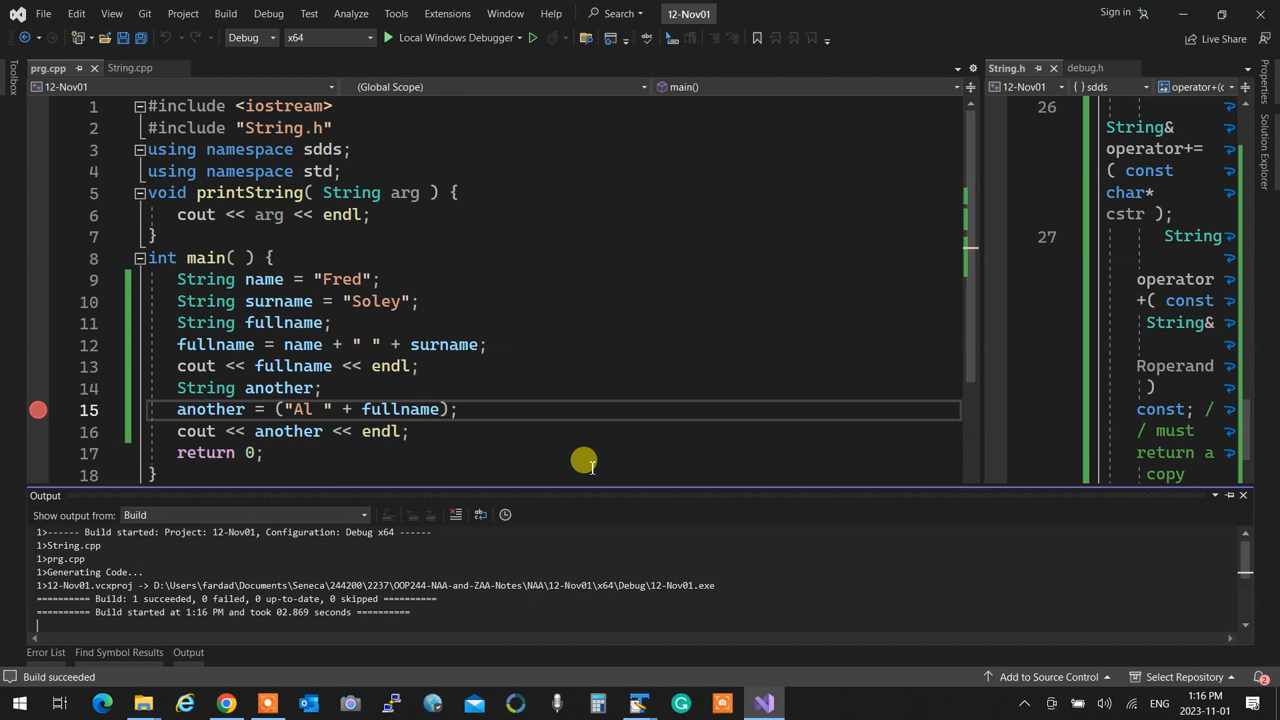 File Edit View Git Project Build Debug Test Analyze Tools Extensions Window Help Search 12-Nov01 Sign in
Debug x64 Local Windows Debugger Live Share
Toolbox
prg.cpp String.cpp
12-Nov01 (Global Scope) main()
1 #include <iostream>
2 #include "String.h"
3 using namespace sdds;
4 using namespace std;
5 void printString( String arg ) {
6 cout << arg << endl;
7 }
8 int main( ) {
9 String name = "Fred";
10 String surname = "Soley";
11 String fullname;
12 fullname = name + " " + surname;
13 cout << fullname << endl;
14 String another;
15 another = ("Al " + fullname);
16 cout << another << endl;
17 return 0;
18 }
String.h debug.h
12-Nov01 sdds operator+(c
26
String&
operator+=
( const
char*
cstr );
27 String
operator
+( const
String&
Roperand
)
const; /
/ must
return a
copy
Properties
Solution Explorer
Output
Show output from: Build
1>------ Build started: Project: 12-Nov01, Configuration: Debug x64 ------
1>String.cpp
1>prg.cpp
1>Generating Code...
1>12-Nov01.vcxproj -> D:\Users\fardad\Documents\Seneca\244200\2237\OOP244-NAA-and-ZAA-Notes\NAA\12-Nov01\x64\Debug\12-Nov01.exe
========== Build: 1 succeeded, 0 failed, 0 up-to-date, 0 skipped ==========
========== Build started at 1:16 PM and took 02.869 seconds ==========
Error List Find Symbol Results Output
Build succeeded Add to Source Control Select Repository 2
ENG 1:16 PM
2023-11-01